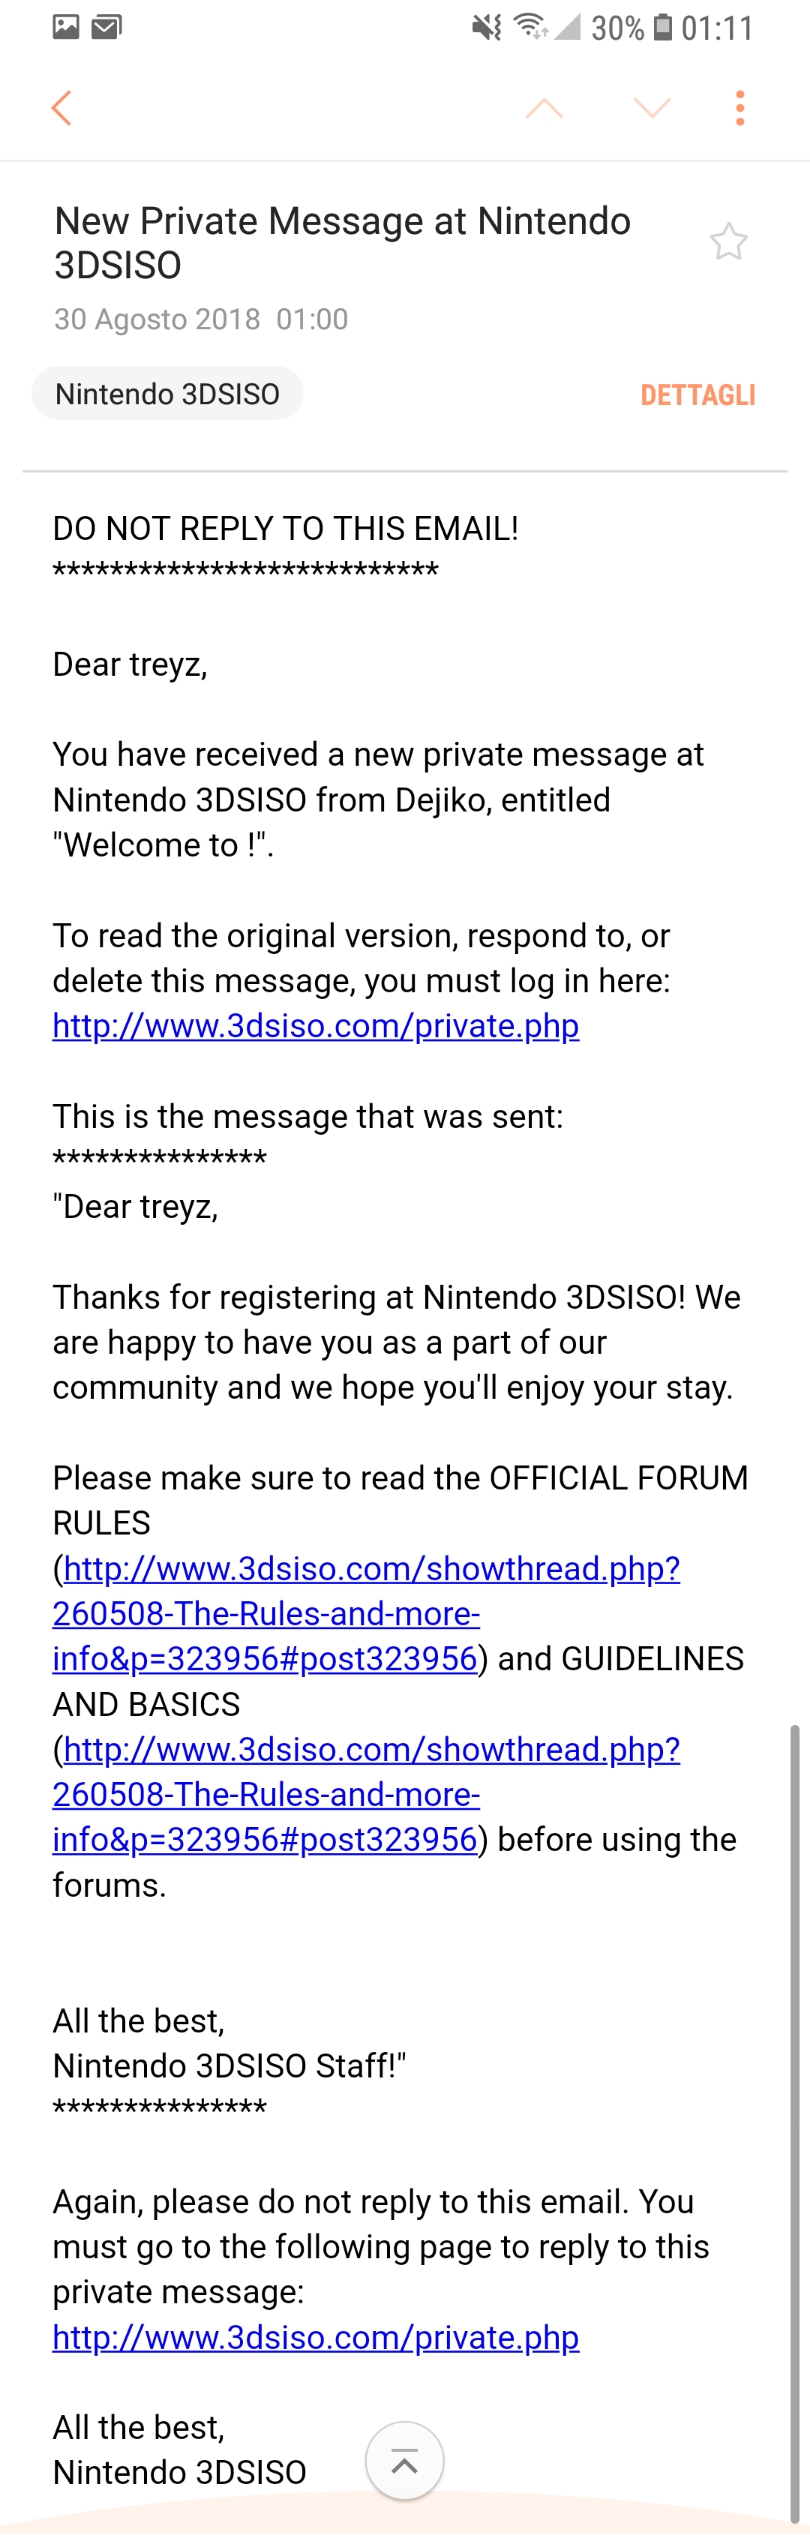 30% 01:11
New Private Message at Nintendo
3DSISO
30 Agosto 2018 01:00
Nintendo 3DSISO
DETTAGLI
DO NOT REPLY TO THIS EMAIL!
***************************
Dear treyz,
You have received a new private message at
Nintendo 3DSISO from Dejiko, entitled
"Welcome to !".
To read the original version, respond to, or
delete this message, you must log in here:
http://www.3dsiso.com/private.php
This is the message that was sent:
***************
"Dear treyz,
Thanks for registering at Nintendo 3DSISO! We
are happy to have you as a part of our
community and we hope you'll enjoy your stay.
Please make sure to read the OFFICIAL FORUM
RULES
(http://www.3dsiso.com/showthread.php?
260508-The-Rules-and-more-
info&p=323956#post323956) and GUIDELINES
AND BASICS
(http://www.3dsiso.com/showthread.php?
260508-The-Rules-and-more-
info&p=323956#post323956) before using the
forums.
All the best,
Nintendo 3DSISO Staff!"
***************
Again, please do not reply to this email. You
must go to the following page to reply to this
private message:
http://www.3dsiso.com/private.php
All the best,
Nintendo 3DSISO